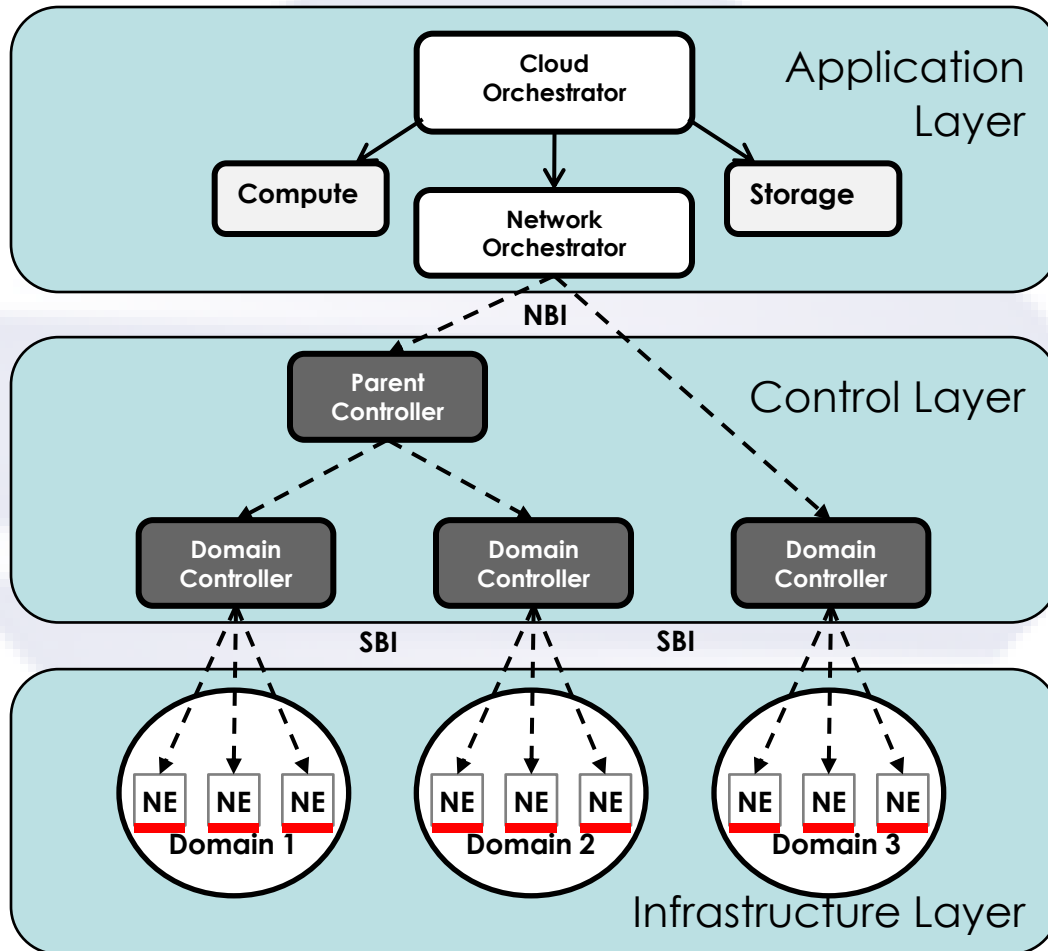 Cloud
Orchestrator
Application
Layer
Compute
Storage
Network
Orchestrator
NBI
Parent
Controller
Control Layer
Domain
Controller
Domain
Controller
Domain
Controller
SBI
SBI
NE
NE
NE
NE
NE
NE
NE
NE
NE
Domain 1
Domain 2
Domain 3
Infrastructure Layer